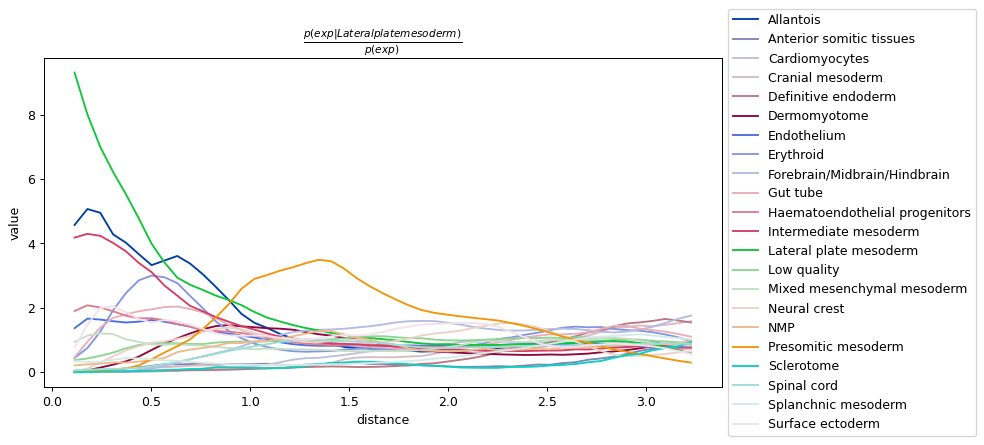 p(exp|Lateralplatemesoderm)
p(exp)
value
8
6
4
2
0
0.0 0.5 1.0 1.5 2.0 2.5 3.0
distance
Allantois
Anterior somitic tissues
Cardiomyocytes
Cranial mesoderm
Definitive endoderm
Dermomyotome
Endothelium
Erythroid
Forebrain/Midbrain/Hindbrain
Gut tube
Haematoendothelial progenitors
Intermediate mesoderm
Lateral plate mesoderm
Low quality
Mixed mesenchymal mesoderm
Neural crest
NMP
Presomitic mesoderm
Sclerotome
Spinal cord
Splanchnic mesoderm
Surface ectoderm